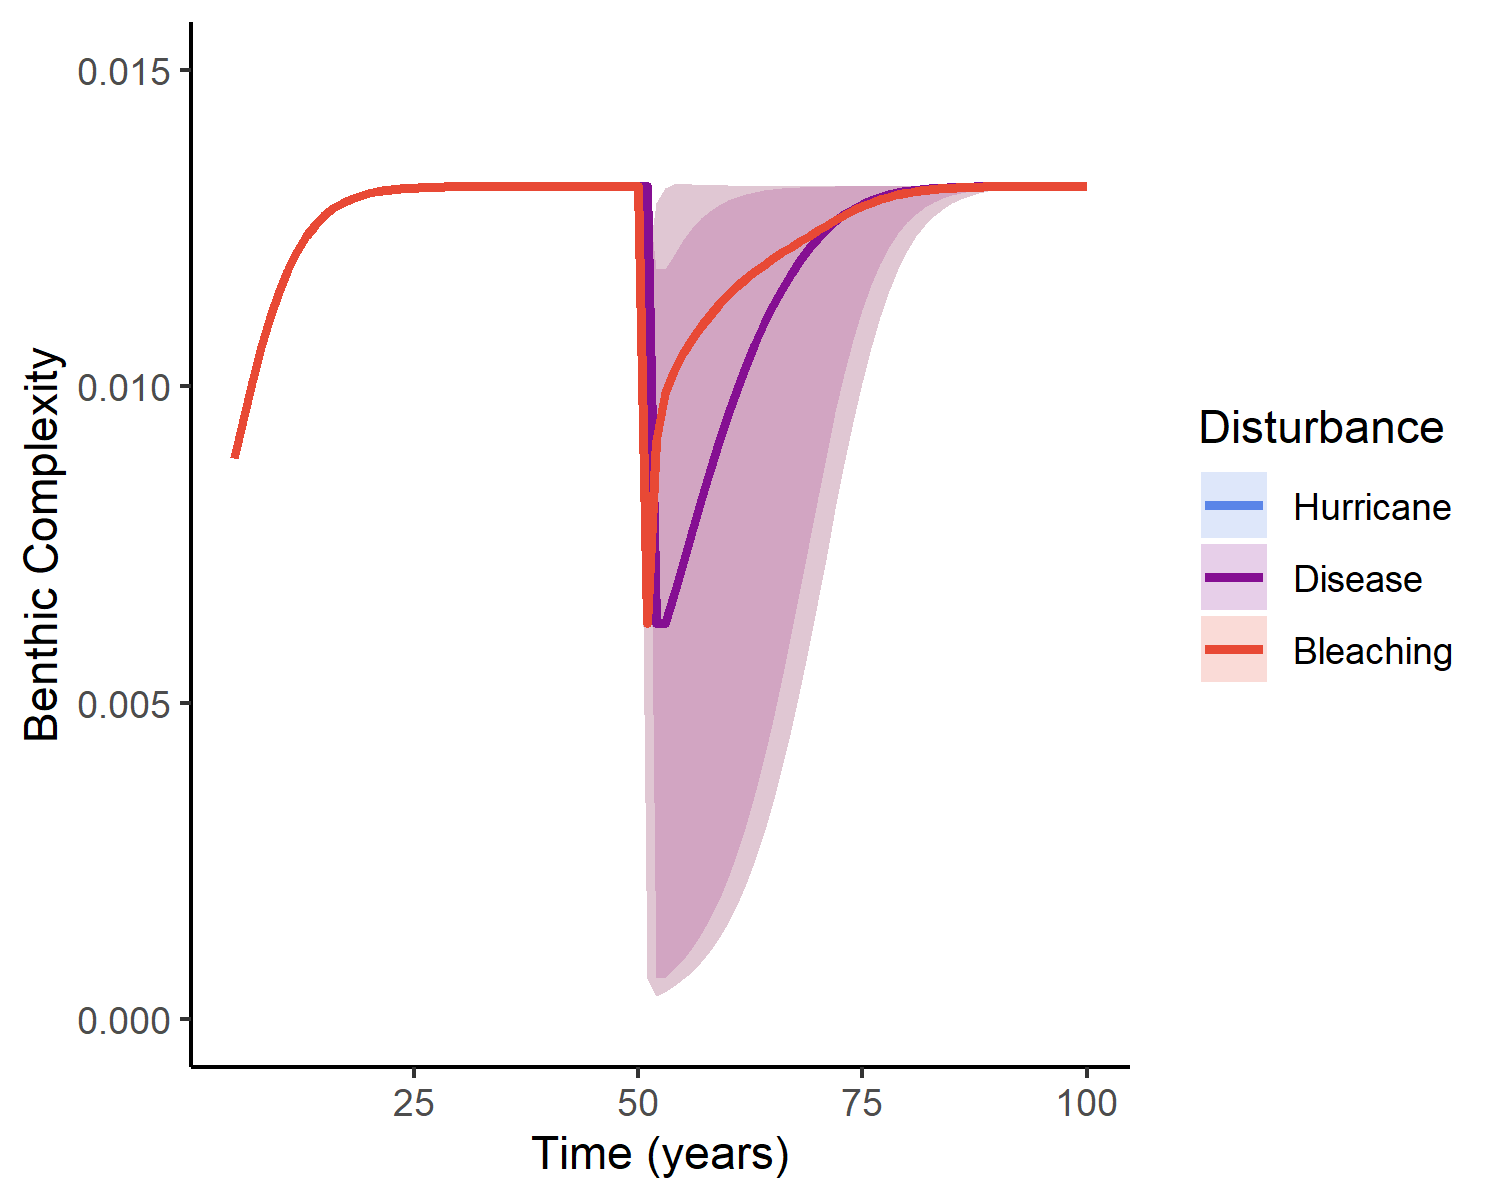 0.015
0.010
0.005
0.000
Benthic Complexity
25 50 75 100
Time (years)
Disturbance
Hurricane
Disease
Bleaching